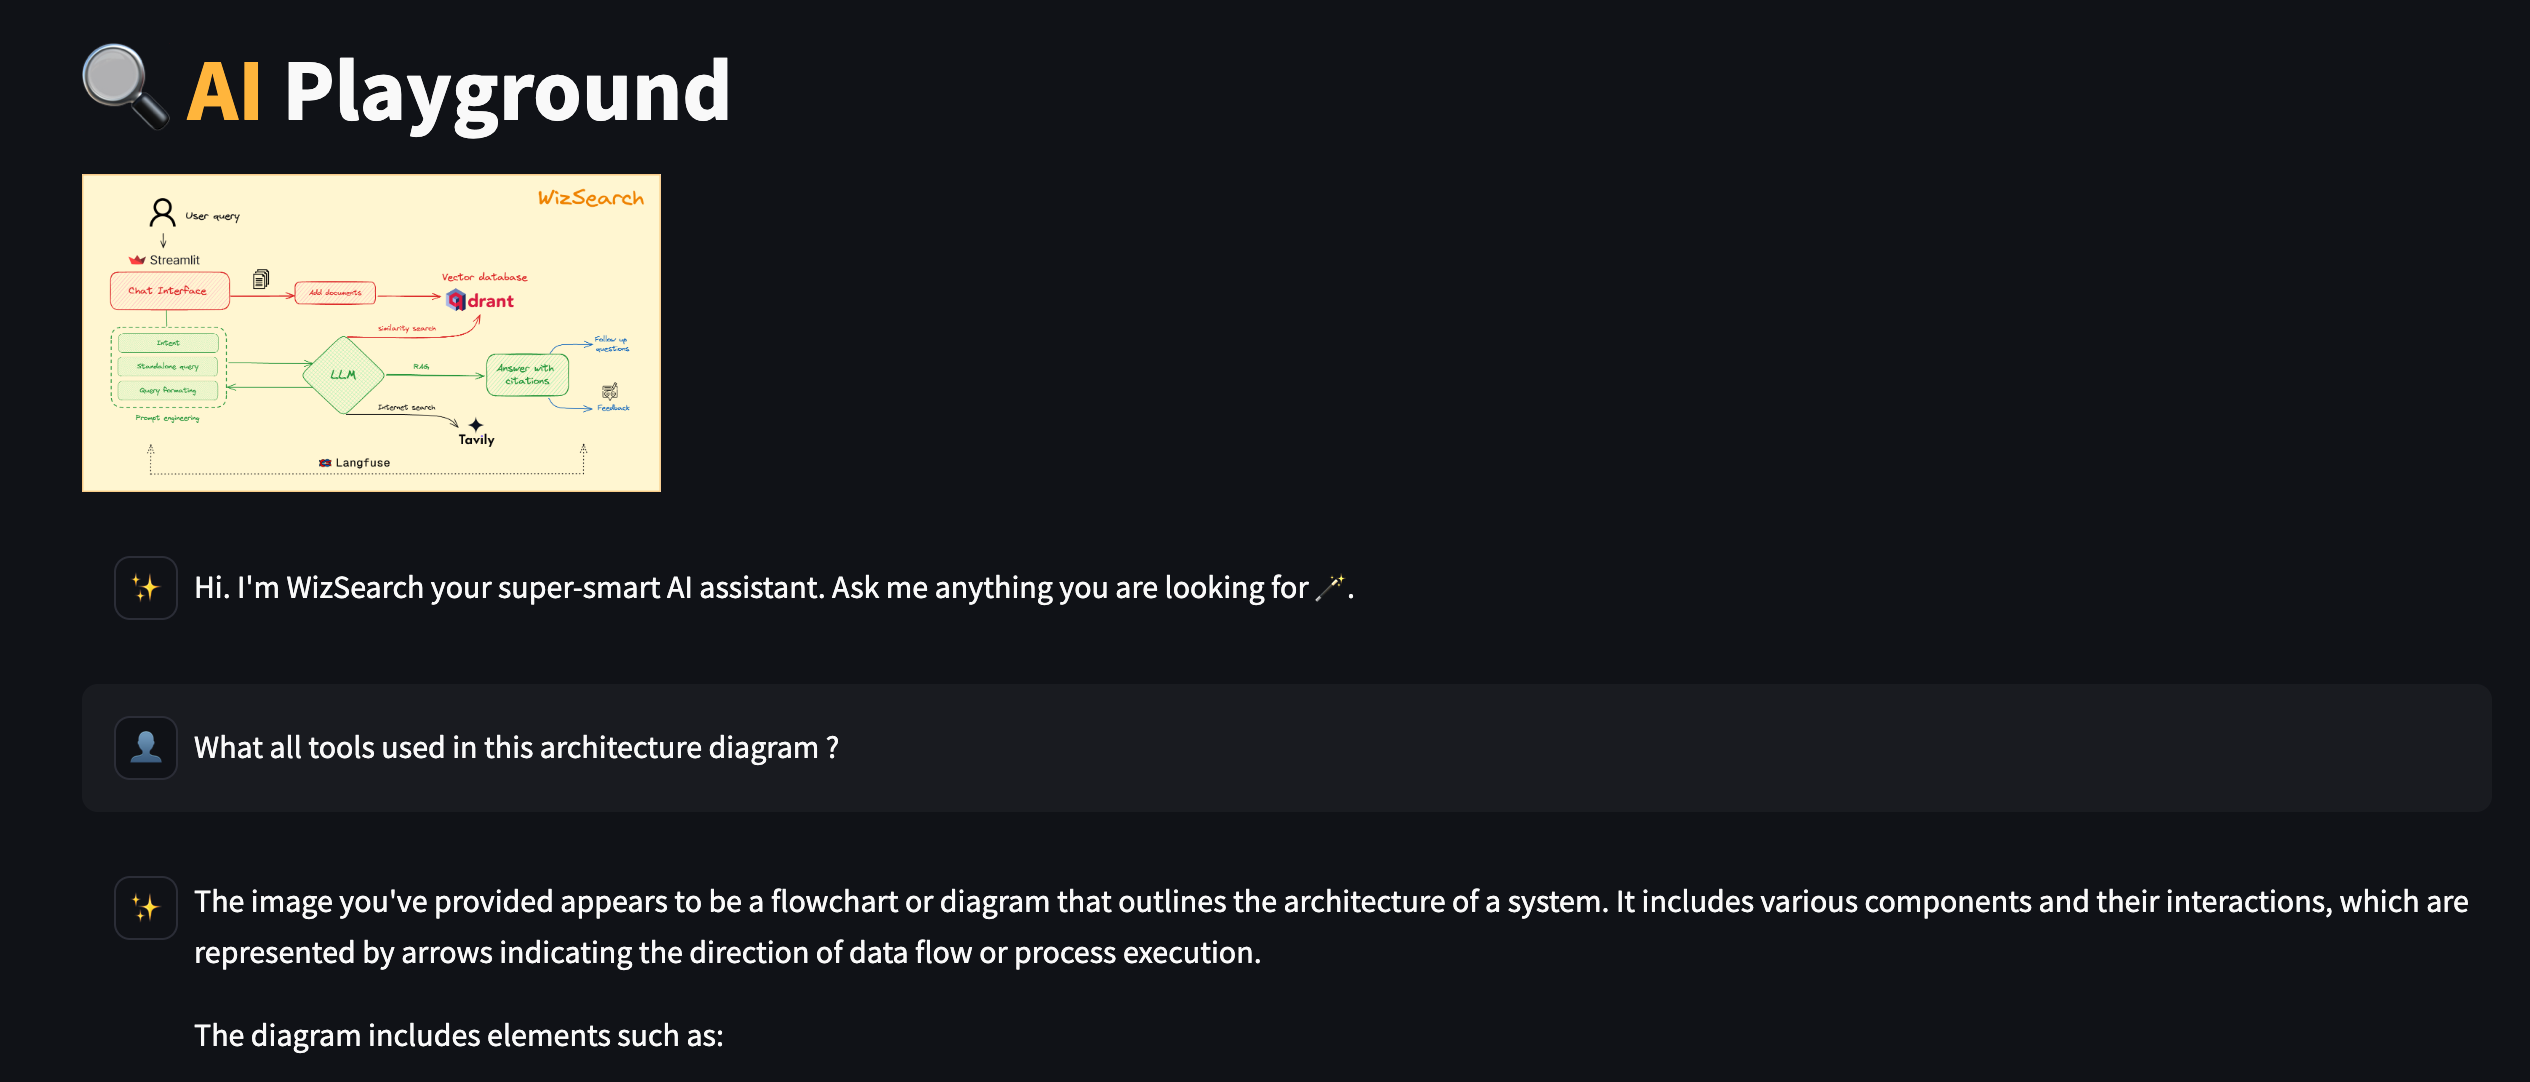 AI Playground
WizSearch
User query
Streamlit
Chat Interface
Add documents
Vector database
qdrant
similarity search
Intent
Standalone query
Query formating
Prompt engineering
LLM
RAG
Answer with
citations
Follow up
questions
Feedback
Internet search
Tavily
Langfuse
Hi. I'm WizSearch your super-smart AI assistant. Ask me anything you are looking for 🪄.
What all tools used in this architecture diagram ?
The image you've provided appears to be a flowchart or diagram that outlines the architecture of a system. It includes various components and their interactions, which are
represented by arrows indicating the direction of data flow or process execution.
The diagram includes elements such as: